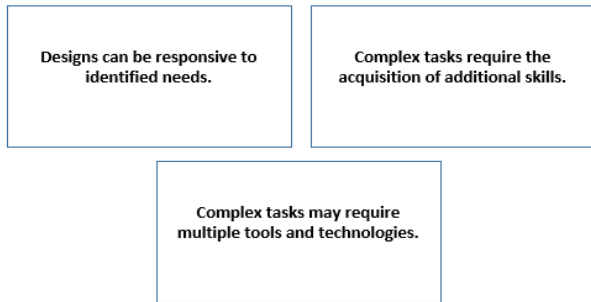 Designs can be responsive to
identified needs.
Complex tasks require the
acquisition of additional skills.
Complex tasks may require
multiple tools and technologies.